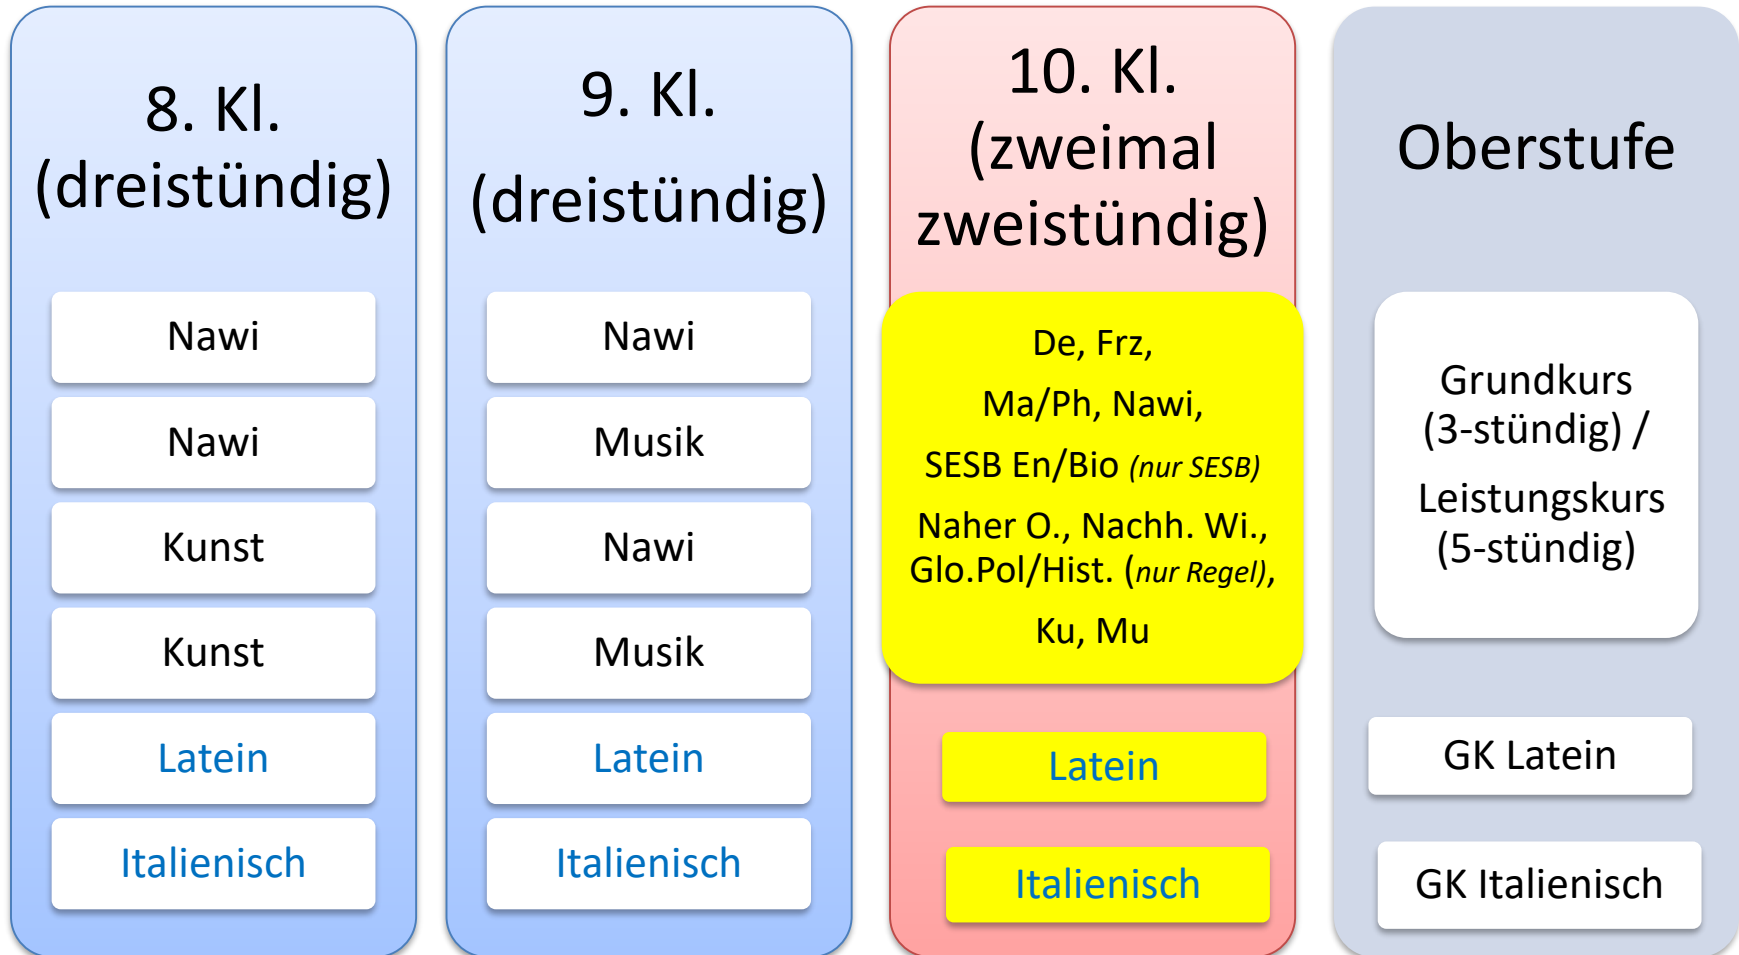 8. Kl.
(dreistündig)
Nawi
Nawi
Kunst
Kunst
Latein
Italienisch
9. Kl.
(dreistündig)
Nawi
Musik
Nawi
Musik
Latein
Italienisch
10. Kl.
(zweimal
zweistündig)
De, Frz,
Ma/Ph, Nawi,
SESB En/Bio (nur SESB)
Naher O., Nachh. Wi.,
Glo.Pol/Hist. (nur Regel),
Ku, Mu
Latein
Italienisch
Oberstufe
Grundkurs
(3-stündig) /
Leistungskurs
(5-stündig)
GK Latein
GK Italienisch